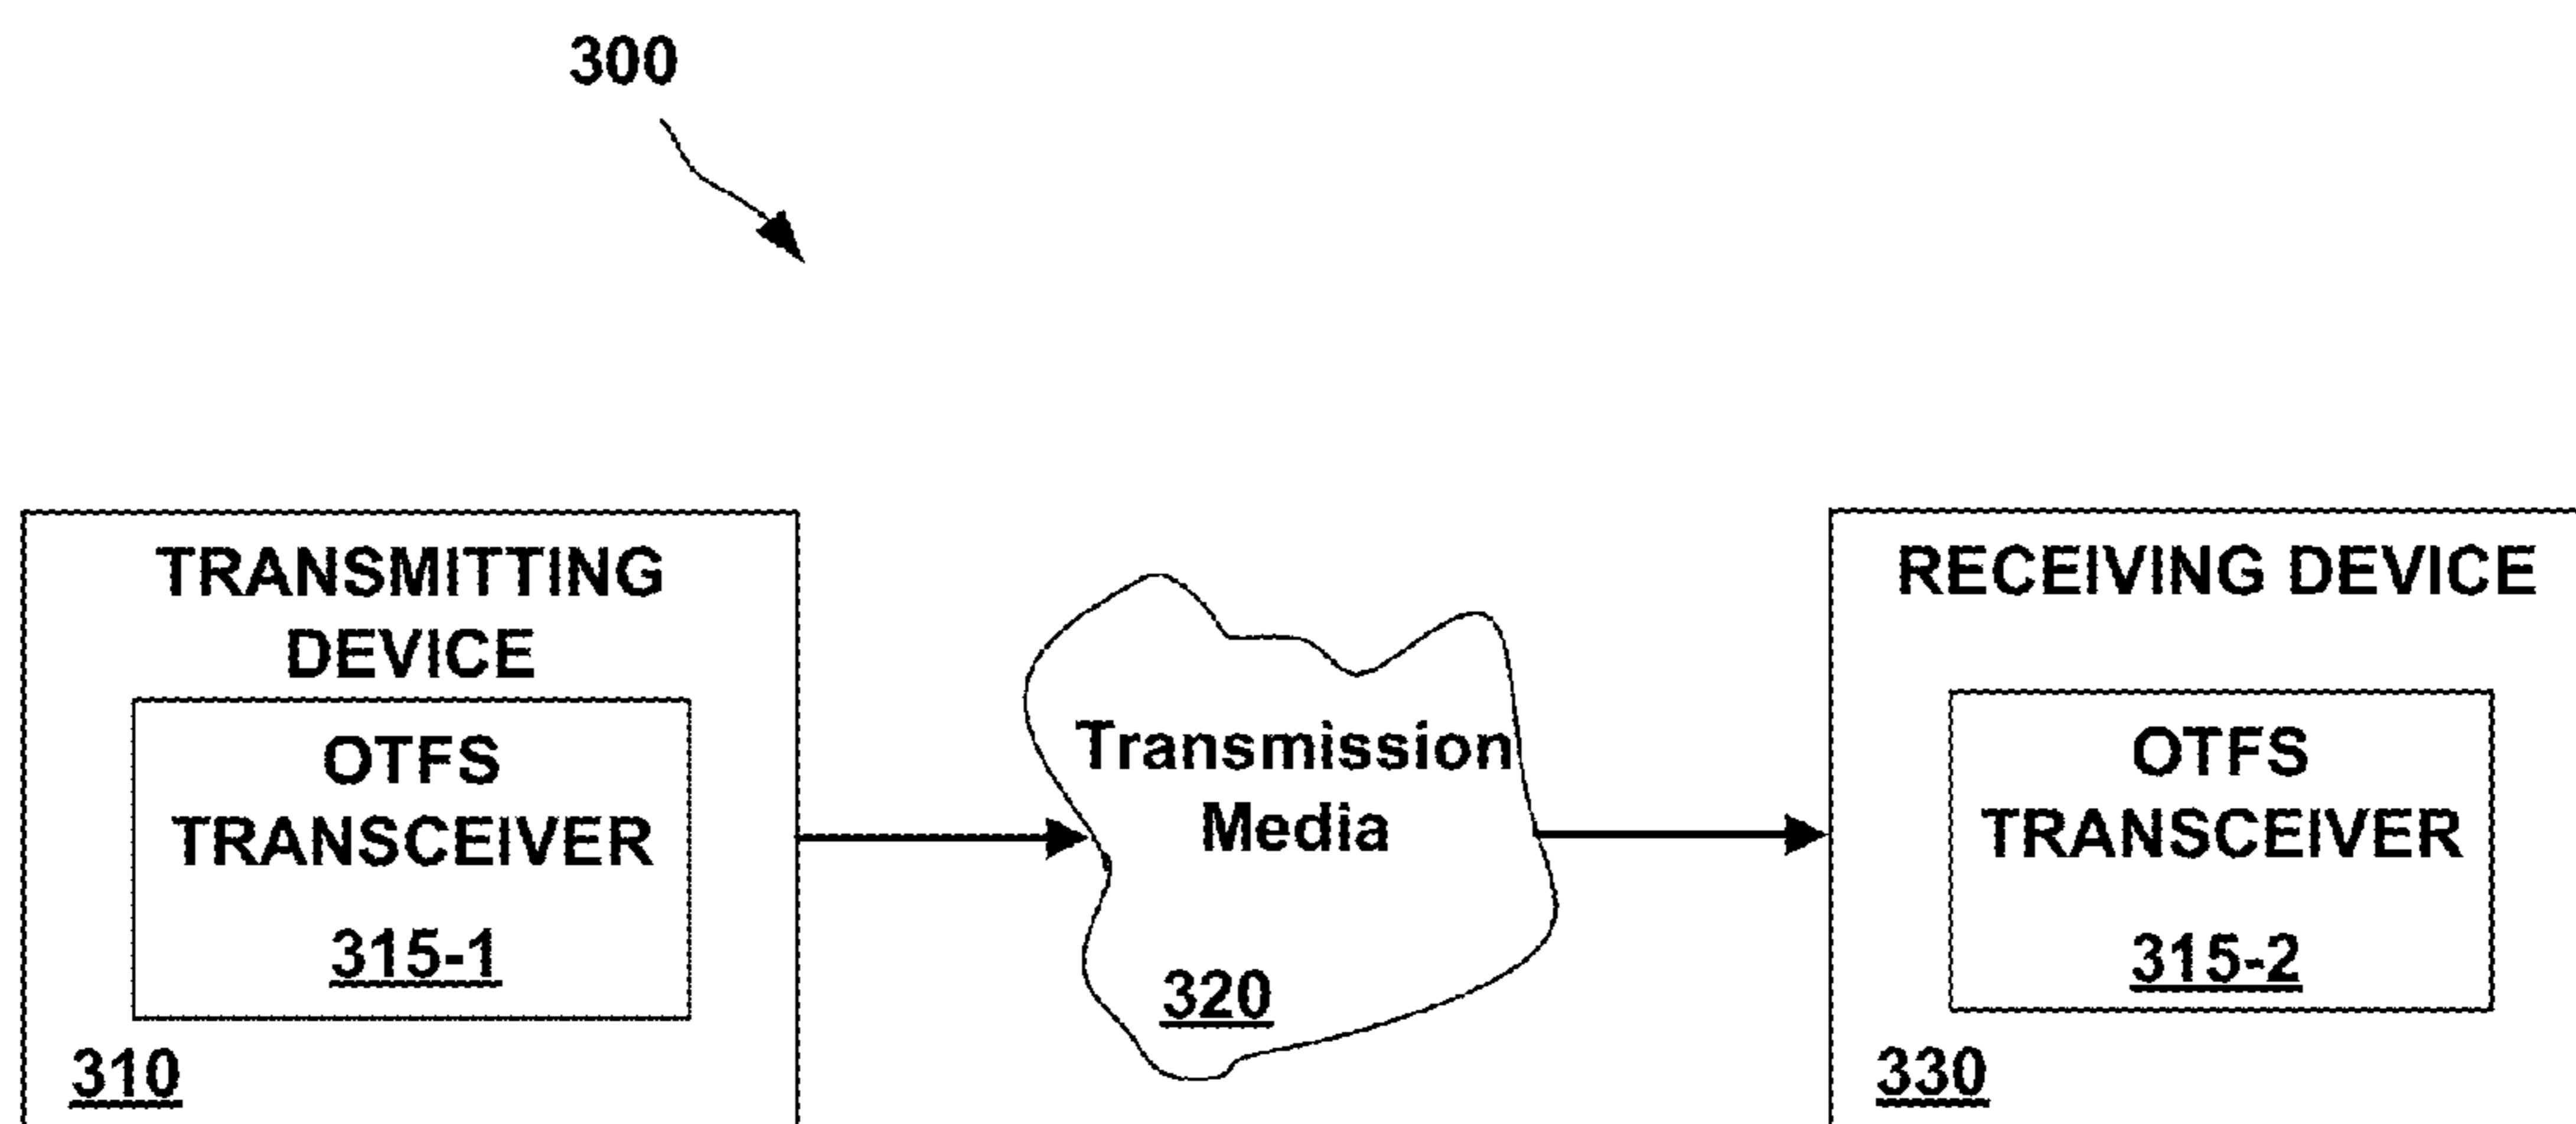 300
TRANSMITTING
DEVICE
OTFS
TRANSCEIVER
315-1
310
Transmission
Media
320
RECEIVING DEVICE
OTFS
TRANSCEIVER
315-2
330